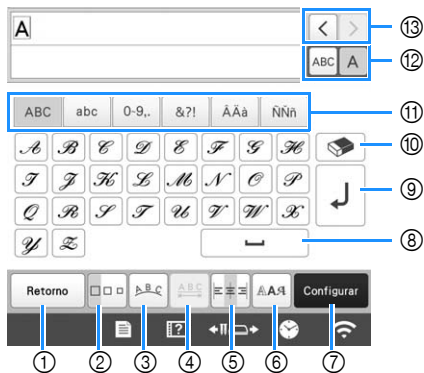 A
< > ⑬
ABC A ⑫
ABC abc 0-9,. &?! ÂÄà ÑÑñ ⑪
A B C D E F G H ⑩
I J K L M N O P ⑨
Q R S T U V W X
Y Z ⑧
Retorno ABC ABC AAA Configurar
① ② ③ ④ ⑤ ⑥ ⑦